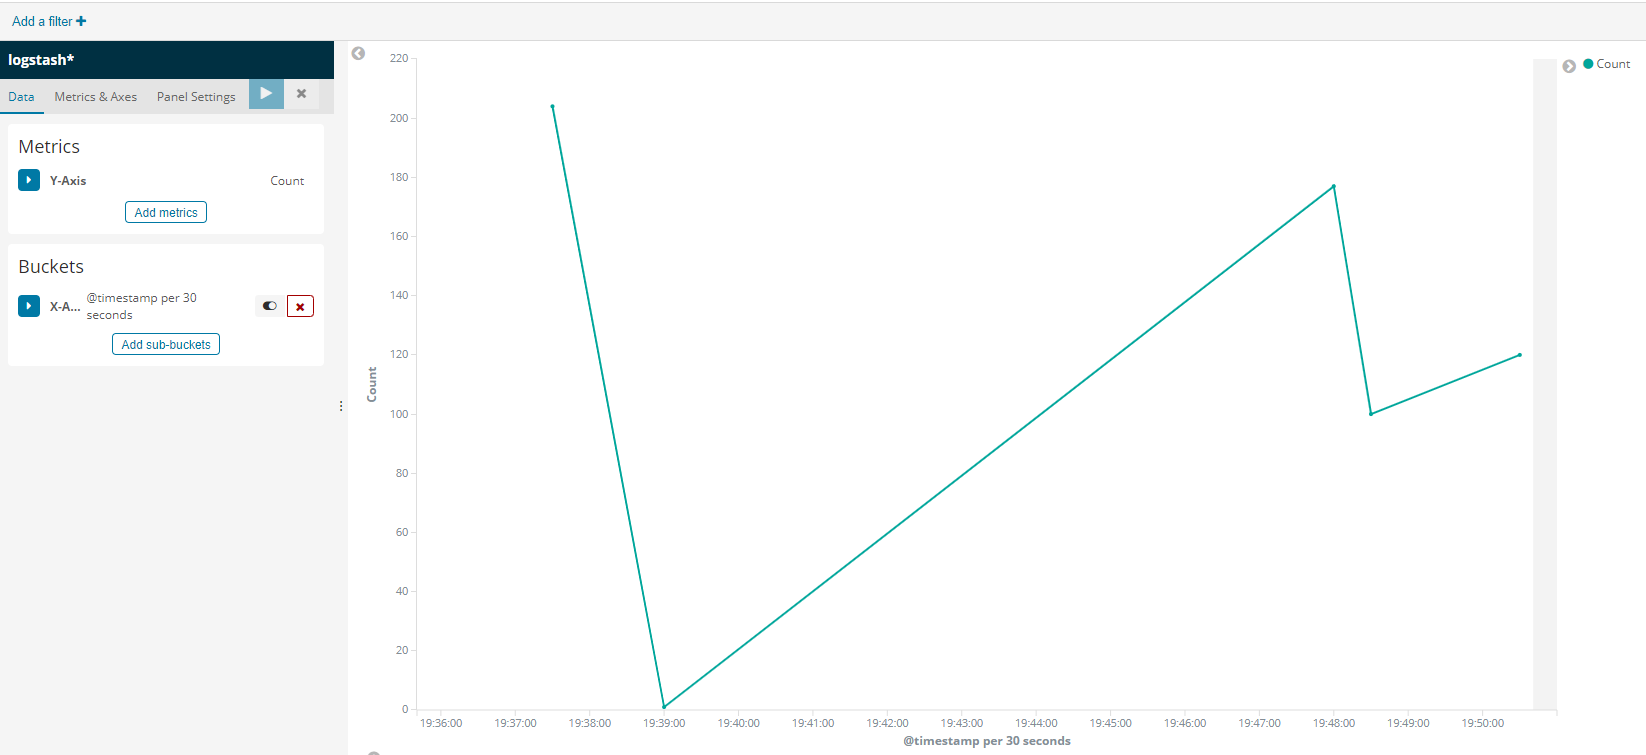 Add a filter +
logstash*
Data Metrics & Axes Panel Settings
Metrics
Y-Axis Count
Add metrics
Buckets
X-A... @timestamp per 30
seconds
Add sub-buckets
220
200
180
160
140
120
100
80
60
40
20
0
Count
19:36:00 19:37:00 19:38:00 19:39:00 19:40:00 19:41:00 19:42:00 19:43:00 19:44:00 19:45:00 19:46:00 19:47:00 19:48:00 19:49:00 19:50:00
@timestamp per 30 seconds
Count